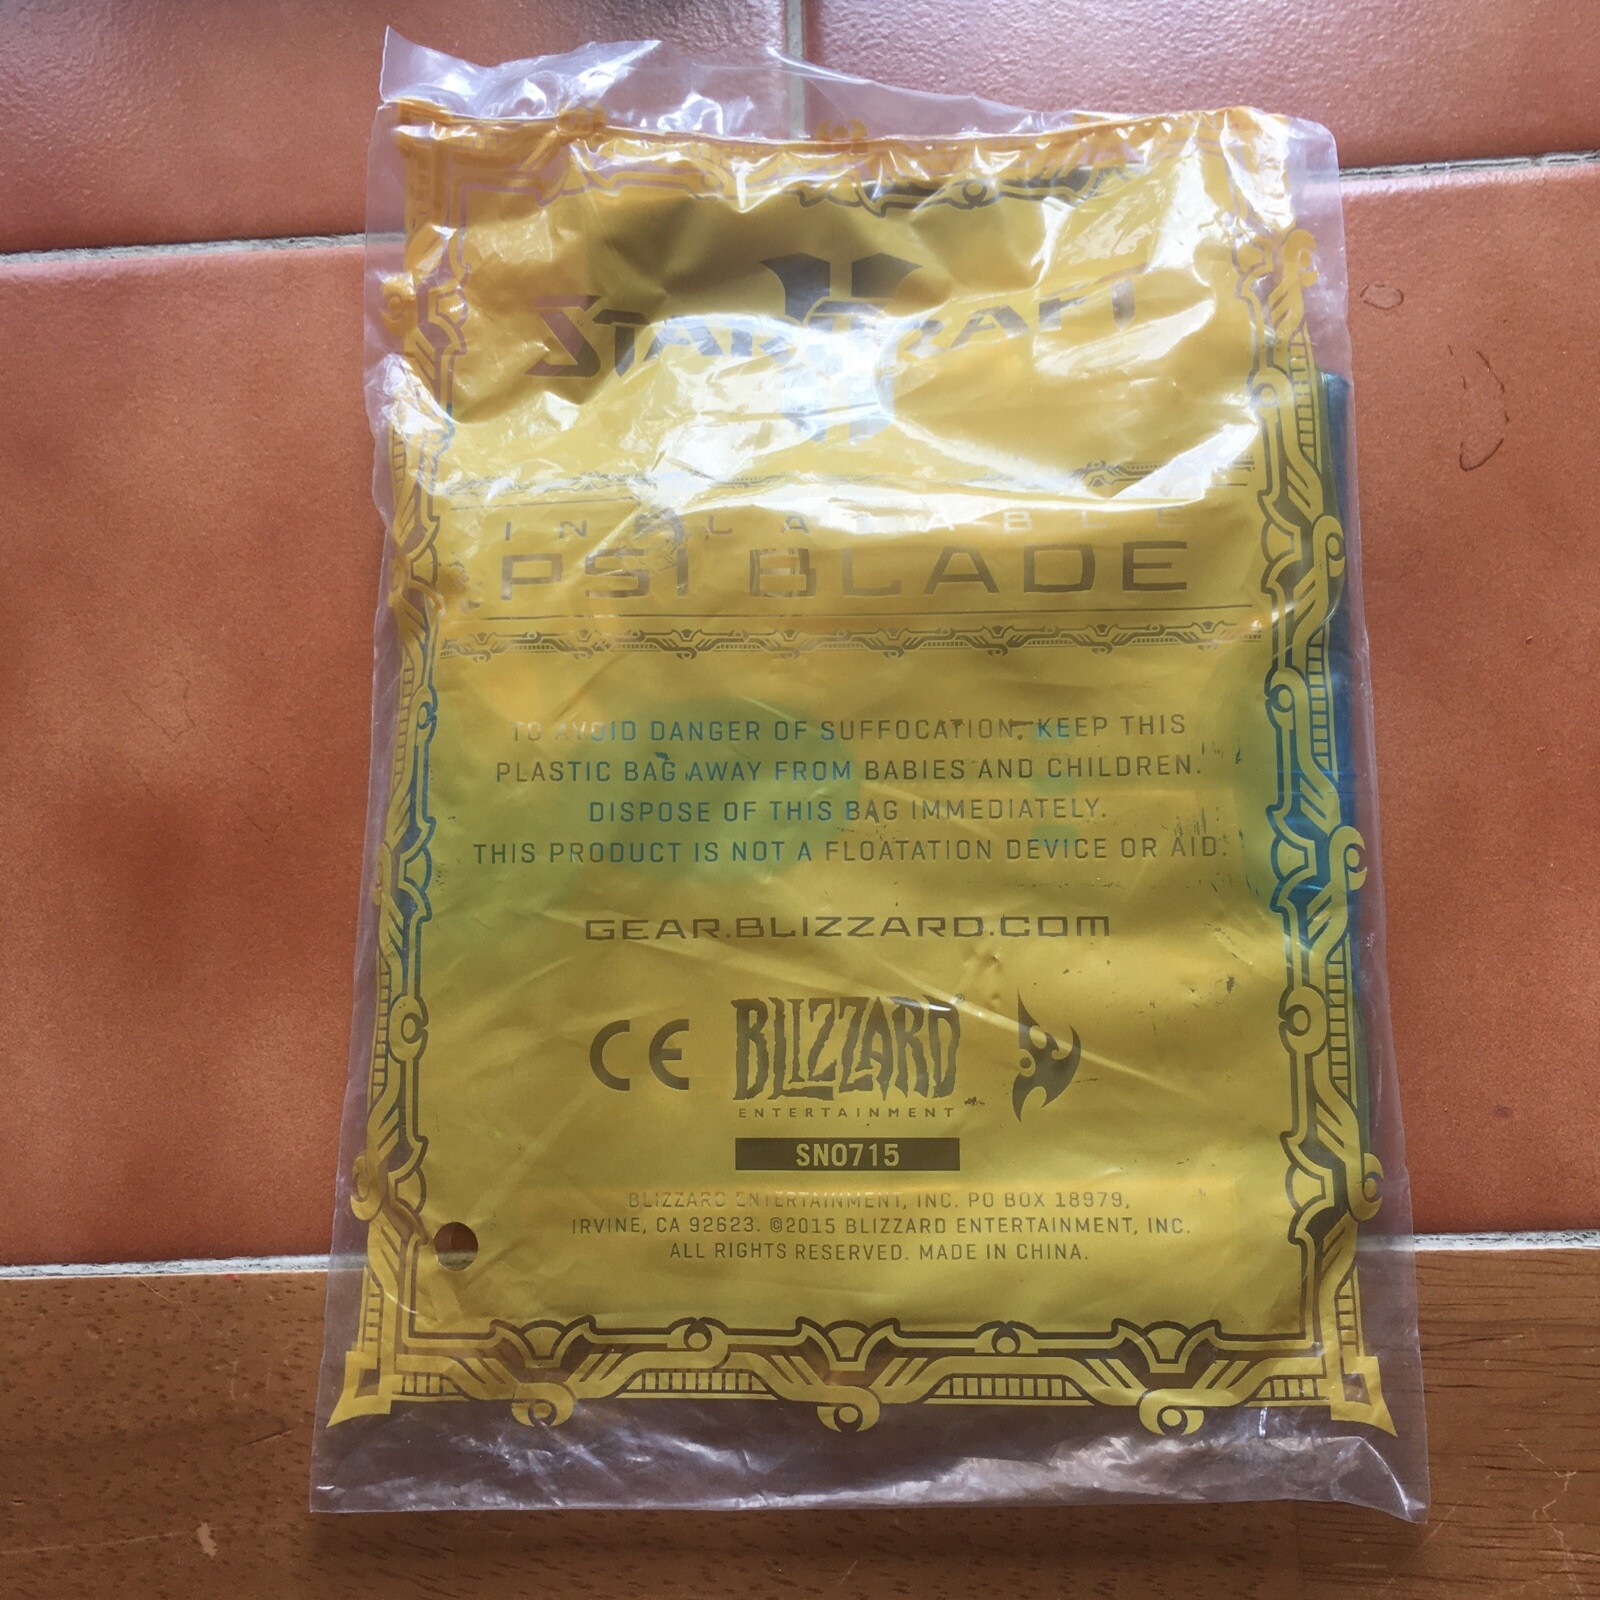 STARCRAFT
II
INFLATABLE
PSI BLADE
TO AVOID DANGER OF SUFFOCATION, KEEP THIS
PLASTIC BAG AWAY FROM BABIES AND CHILDREN.
DISPOSE OF THIS BAG IMMEDIATELY.
THIS PRODUCT IS NOT A FLOATATION DEVICE OR AID.
GEAR.BLIZZARD.COM
CE BLIZZARD®
ENTERTAINMENT
SN0715
BLIZZARD ENTERTAINMENT, INC. PO BOX 18979,
IRVINE, CA 92623. ©2015 BLIZZARD ENTERTAINMENT, INC.
ALL RIGHTS RESERVED. MADE IN CHINA.